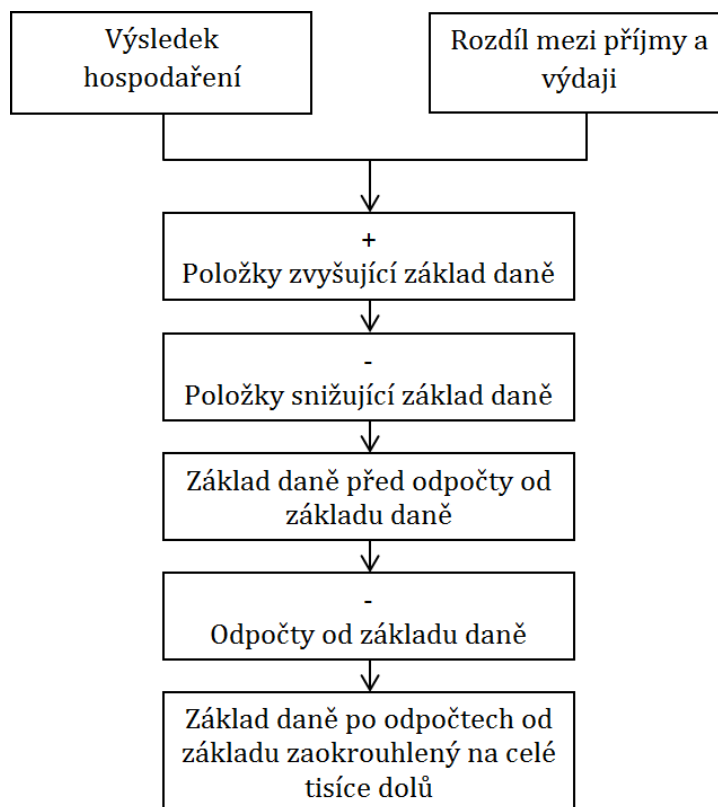 Výsledek
hospodaření
Rozdíl mezi příjmy a
výdaji
+
Položky zvyšující základ daně
-
Položky snižující základ daně
Základ daně před odpočty od
základu daně
-
Odpočty od základu daně
Základ daně po odpočtech od
základu zaokrouhlený na celé
tisíce dolů